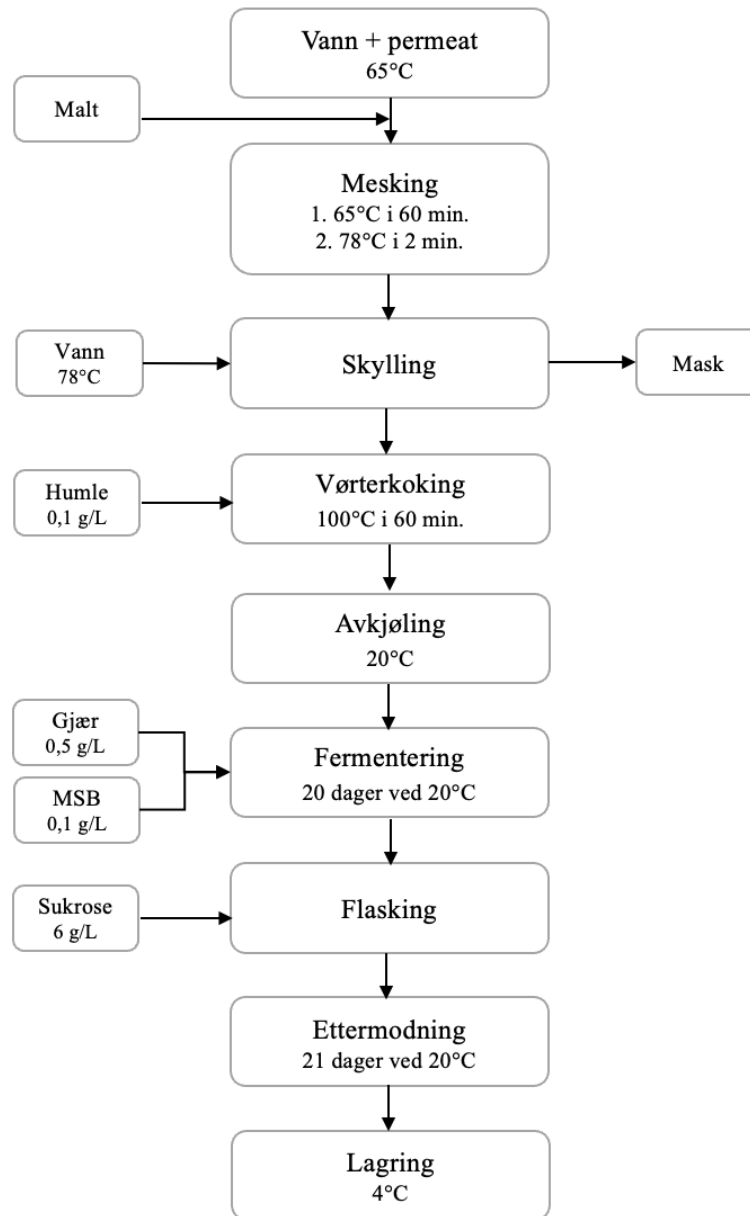 Vann + permeat
65°C
Malt
Mesking
1. 65°C i 60 min.
2. 78°C i 2 min.
Vann
78°C
Skylling
Mask
Humle
0,1 g/L
Vørterkoking
100°C i 60 min.
Avkjøling
20°C
Gjær
0,5 g/L
MSB
0,1 g/L
Fermentering
20 dager ved 20°C
Sukrose
6 g/L
Flasking
Ettermodning
21 dager ved 20°C
Lagring
4°C